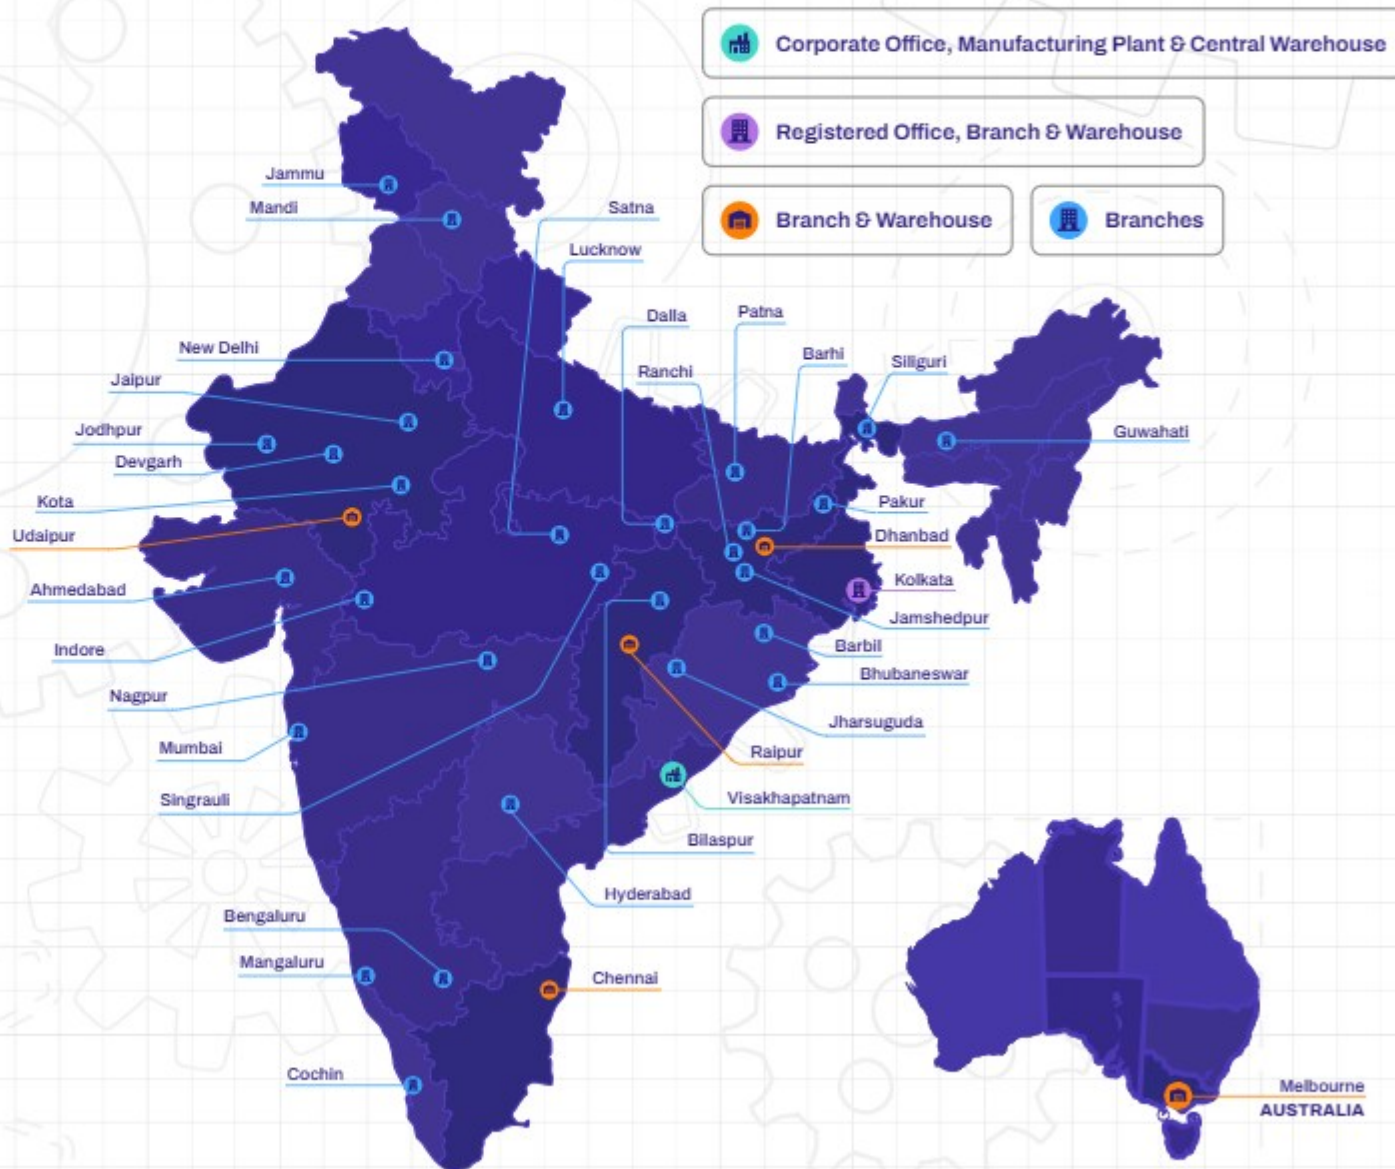 Corporate Office, Manufacturing Plant & Central Warehouse
Registered Office, Branch & Warehouse
Branch & Warehouse
Branches
Jammu
Mandi
Satna
Lucknow
Dalla
Patna
New Delhi
Barhi
Siliguri
Ranchi
Jaipur
Jodhpur
Guwahati
Devgarh
Kota
Pakur
Udaipur
Dhanbad
Ahmedabad
Kolkata
Jamshedpur
Indore
Barbil
Bhubaneswar
Nagpur
Jharsuguda
Mumbai
Raipur
Singrauli
Visakhapatnam
Bilaspur
Hyderabad
Bengaluru
Mangaluru
Chennai
Cochin
Melbourne
AUSTRALIA